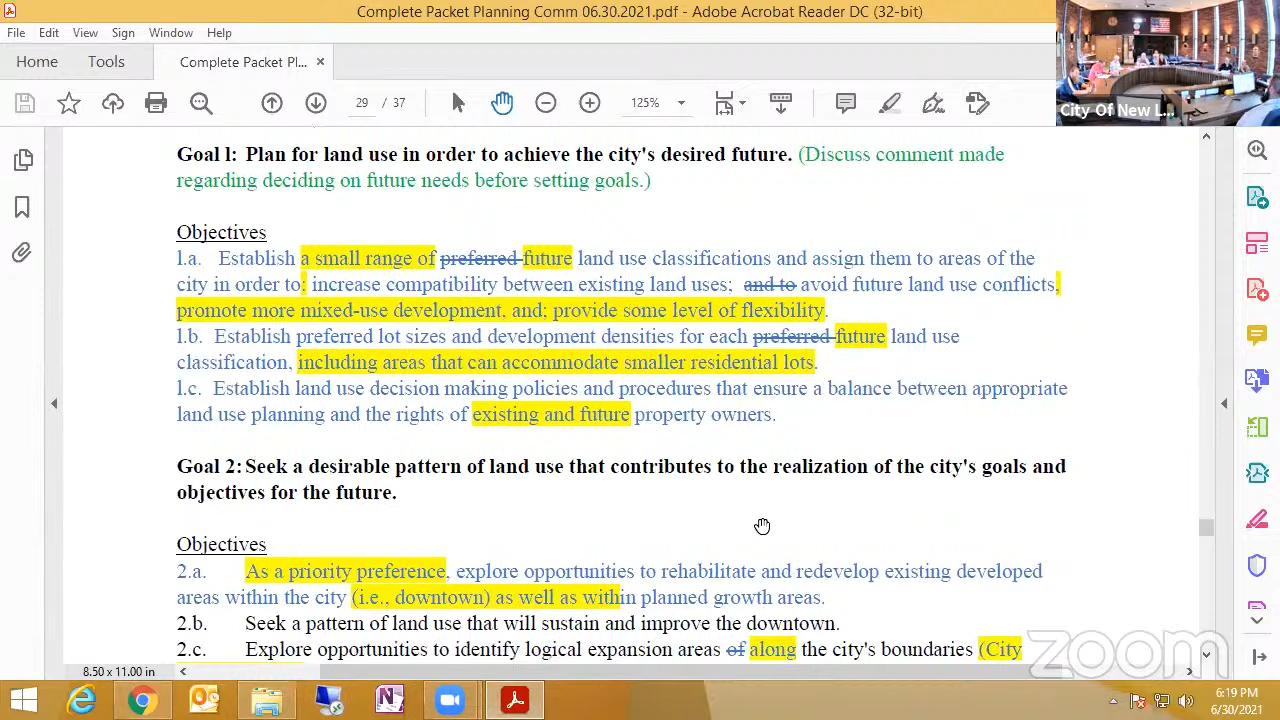 Complete Packet Planning Comm 06.30.2021.pdf - Adobe Acrobat Reader DC (32-bit)
File Edit View Sign Window Help
Home Tools Complete Packet Pl... ×
29 / 37 125%
City Of New L...
Goal l: Plan for land use in order to achieve the city's desired future. (Discuss comment made
regarding deciding on future needs before setting goals.)
Objectives
l.a. Establish a small range of preferred future land use classifications and assign them to areas of the
city in order to: increase compatibility between existing land uses; and to avoid future land use conflicts,
promote more mixed-use development, and; provide some level of flexibility.
l.b. Establish preferred lot sizes and development densities for each preferred future land use
classification, including areas that can accommodate smaller residential lots.
l.c. Establish land use decision making policies and procedures that ensure a balance between appropriate
land use planning and the rights of existing and future property owners.
Goal 2: Seek a desirable pattern of land use that contributes to the realization of the city's goals and
objectives for the future.
Objectives
2.a. As a priority preference, explore opportunities to rehabilitate and redevelop existing developed
areas within the city (i.e., downtown) as well as within planned growth areas.
2.b. Seek a pattern of land use that will sustain and improve the downtown.
2.c. Explore opportunities to identify logical expansion areas of along the city's boundaries (City
8.50 x 11.00 in
zoom
6:19 PM
6/30/2021